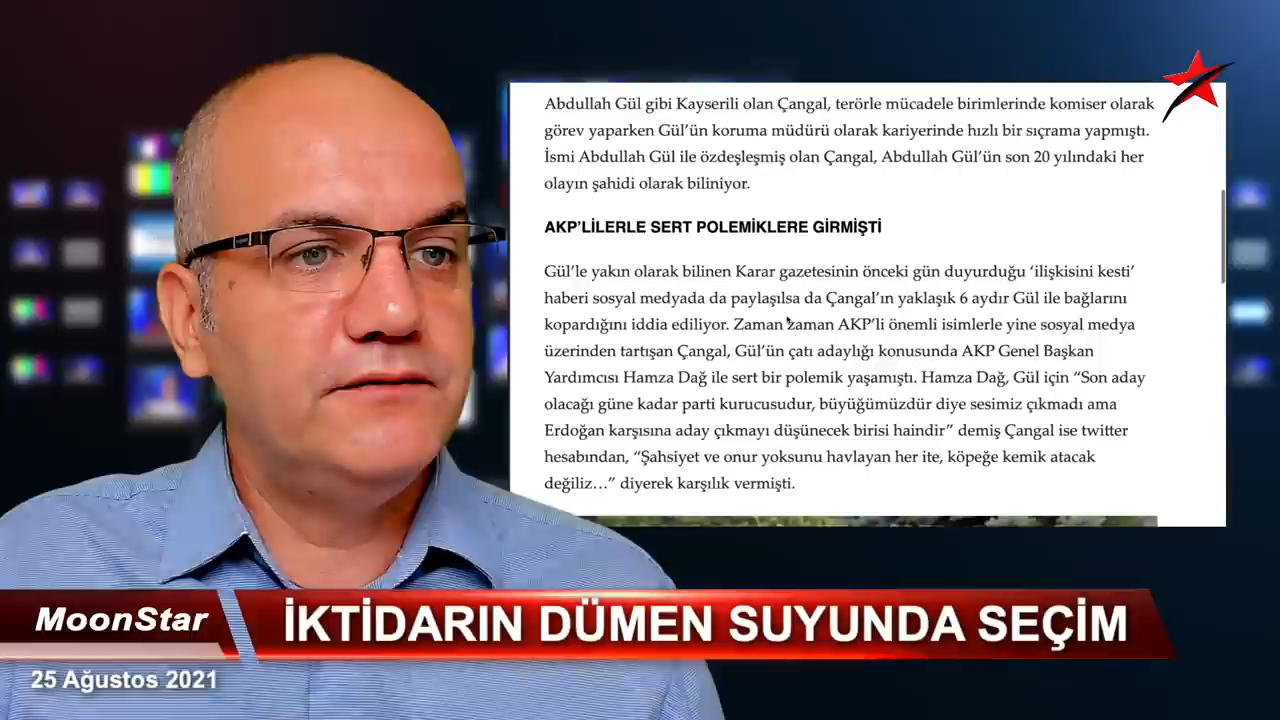 Abdullah Gül gibi Kayserili olan Çangal, terörle mücadele birimlerinde komiser olarak
görev yaparken Gül’ün koruma müdürü olarak kariyerinde hızlı bir sıçrama yapmıştı.
İsmi Abdullah Gül ile özdeşleşmiş olan Çangal, Abdullah Gül’ün son 20 yılındaki her
olayın şahidi olarak biliniyor.
AKP’LİLERLE SERT POLEMİKLERE GİRMİŞTİ
Gül’le yakın olarak bilinen Karar gazetesinin önceki gün duyurduğu ‘ilişkisini kesti’
haberi sosyal medyada da paylaşılsa da Çangal’ın yaklaşık 6 aydır Gül ile bağlarını
kopardığını iddia ediliyor. Zaman zaman AKP’li önemli isimlerle yine sosyal medya
üzerinden tartışan Çangal, Gül’ün çatı adaylığı konusunda AKP Genel Başkan
Yardımcısı Hamza Dağ ile sert bir polemik yaşamıştı. Hamza Dağ, Gül için “Son aday
olacağı güne kadar parti kurucusudur, büyüğümüzdür diye sesimiz çıkmadı ama
Erdoğan karşısına aday çıkmayı düşünecek birisi haindir” demiş Çangal ise twitter
hesabından, “Şahsiyet ve onur yoksunu havlayan her ite, köpeğe kemik atacak
değiliz…” diyerek karşılık vermişti.
MoonStar
İKTİDARIN DÜMEN SUYUNDA SEÇİM
25 Ağustos 2021